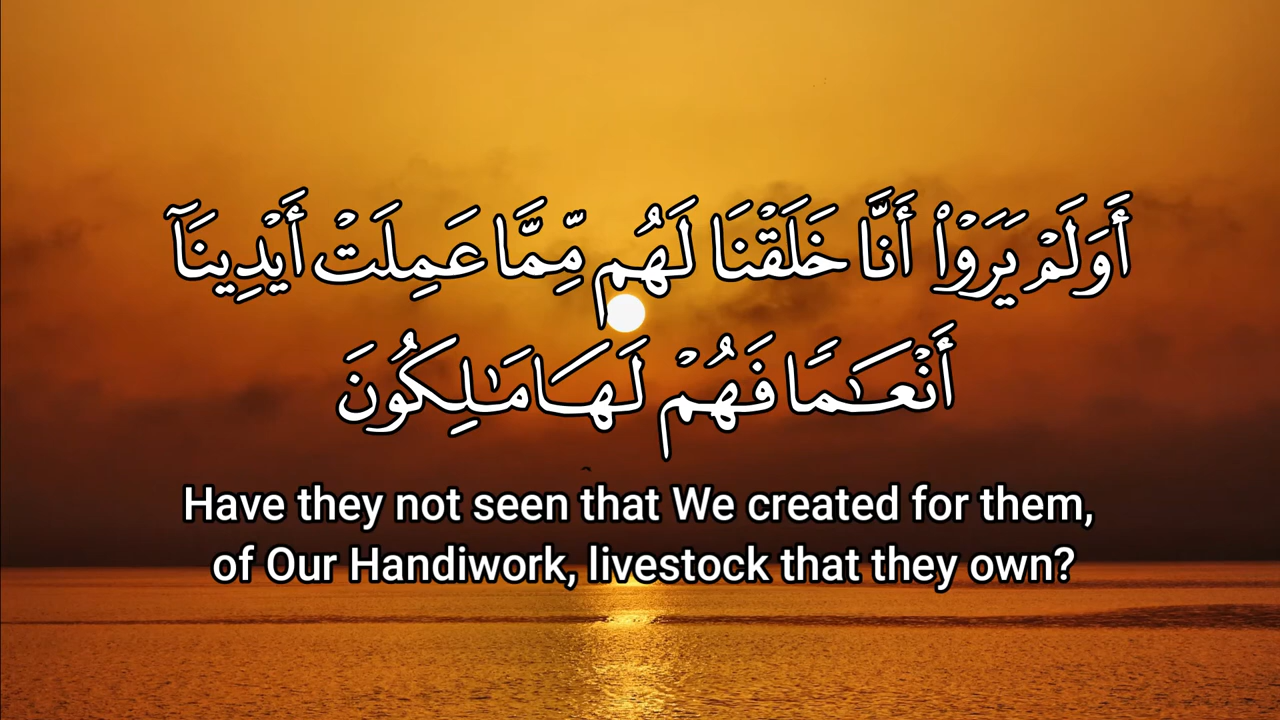 أَوَلَمْ يَرَوْا۟ أَنَّا خَلَقْنَا لَهُم مِّمَّا عَمِلَتْ أَيْدِينَآ
أَنْعَـٰمًا فَهُمْ لَهَا مَـٰلِكُونَ
Have they not seen that We created for them,
of Our Handiwork, livestock that they own?